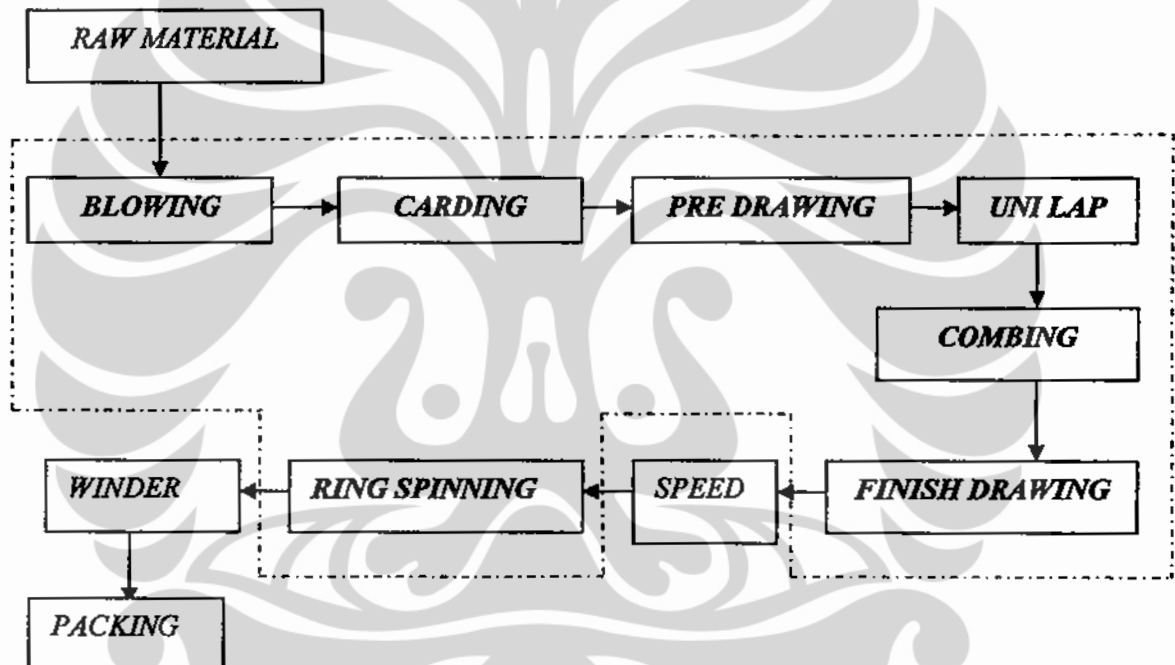 RAW MATERIAL
BLOWING
CARDING
PRE DRAWING
UNI LAP
COMBING
FINISH DRAWING
SPEED
RING SPINNING
WINDER
PACKING